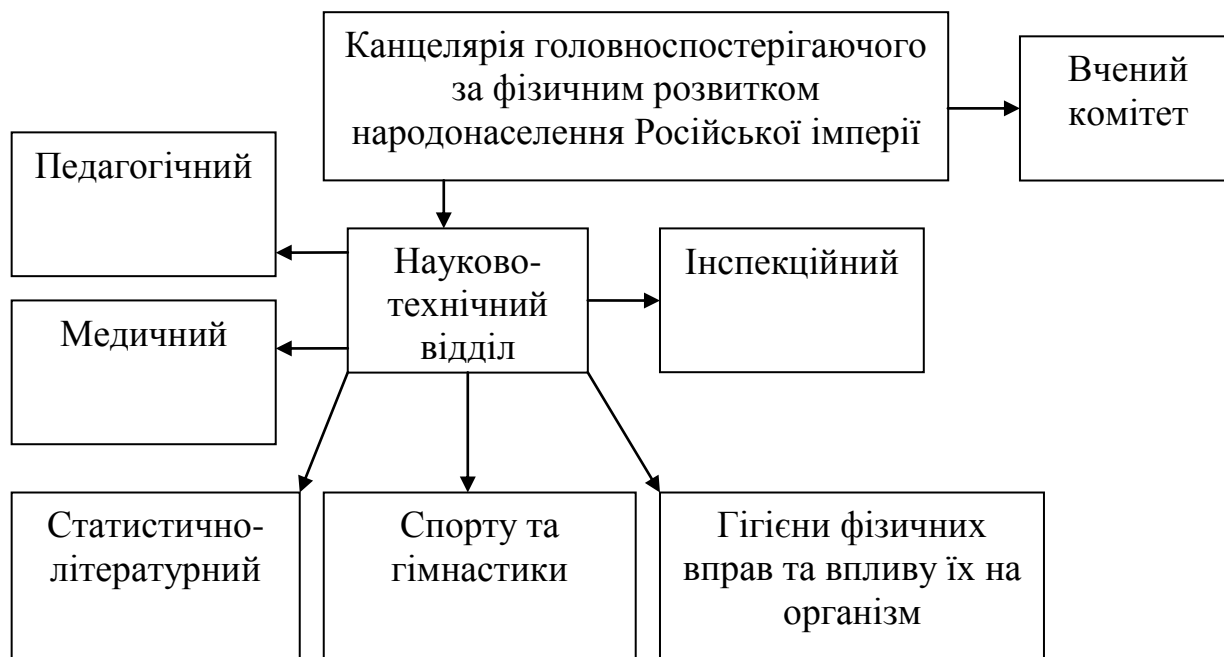 Канцелярія головноспостерігаючого
за фізичним розвитком
народонаселення Російської імперії
Вчений
комітет
Педагогічний
Науково-
технічний
відділ
Інспекційний
Медичний
Статистично-
літературний
Спорту та
гімнастики
Гігієни фізичних
вправ та впливу їх на
організм